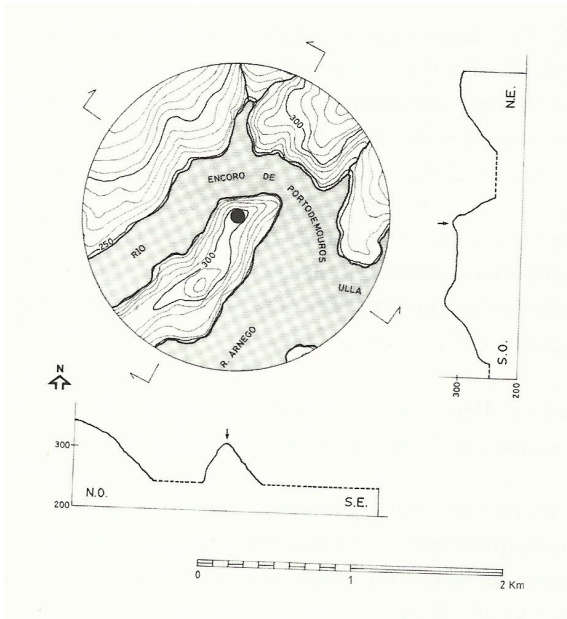 300
ENCORO DE
PORTODEMOUROS
250
RIO
300
ULLA
R. ARNEGO
N
N.E.
S.O.
300
200
300
200
N.O.
S.E.
0
1
2 Km